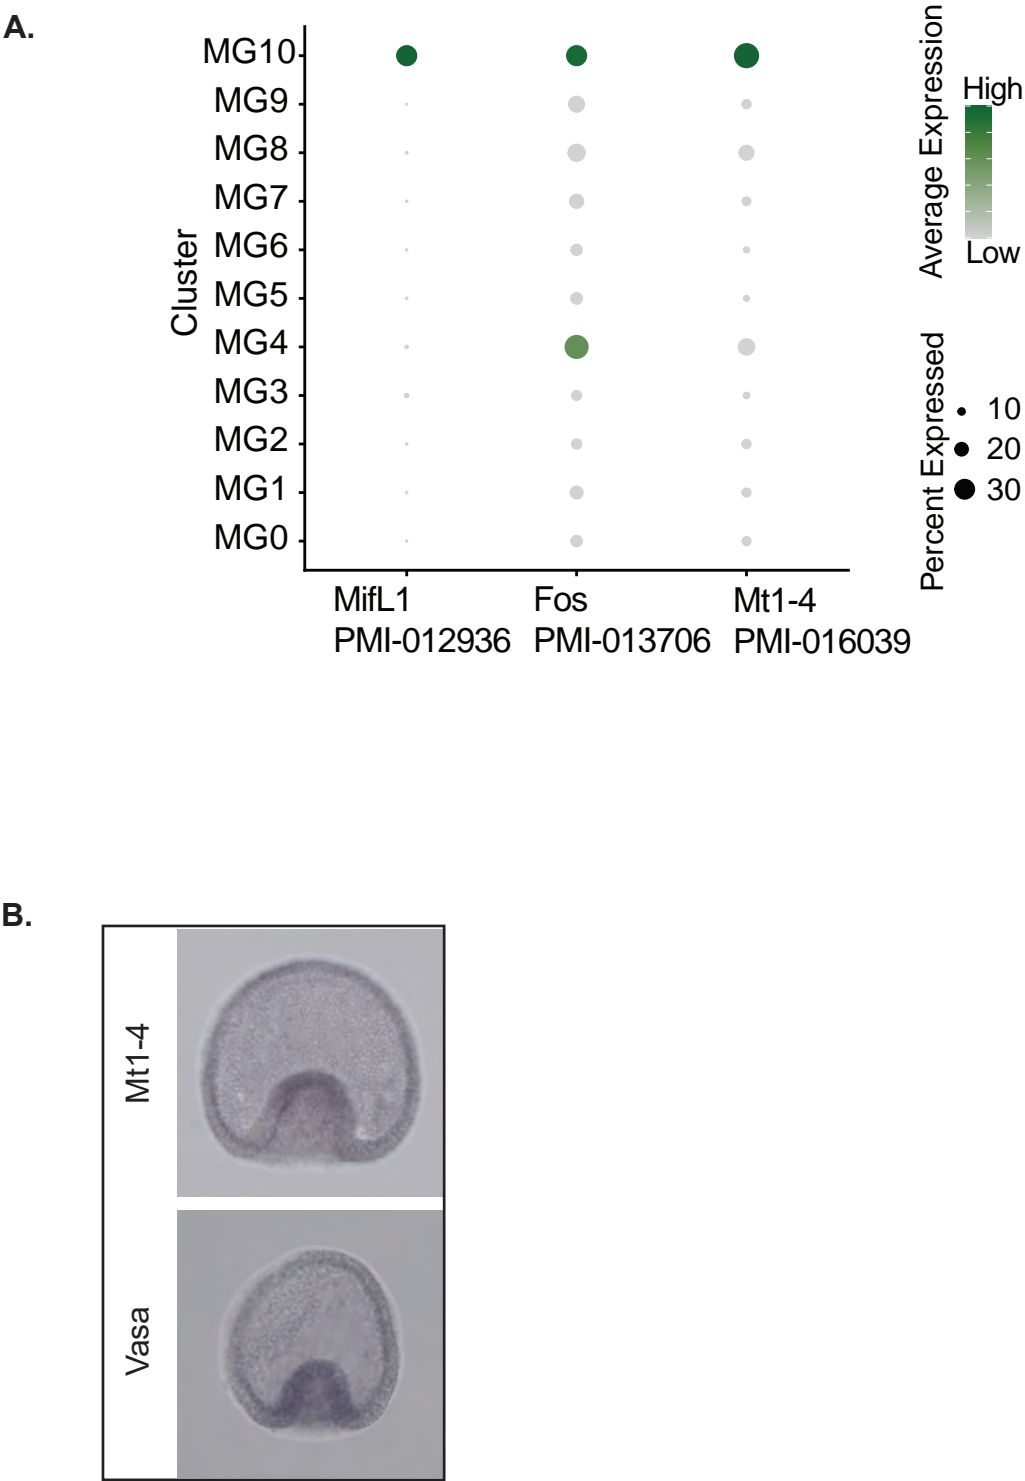 A.
MG10
MG9
MG8
MG7
MG6
MG5
MG4
MG3
MG2
MG1
MG0
Cluster
MifL1
PMI-012936
Fos
PMI-013706
Mt1-4
PMI-016039
Average Expression
High
Low
Percent Expressed
10
20
30
B.
Mt1-4
Vasa